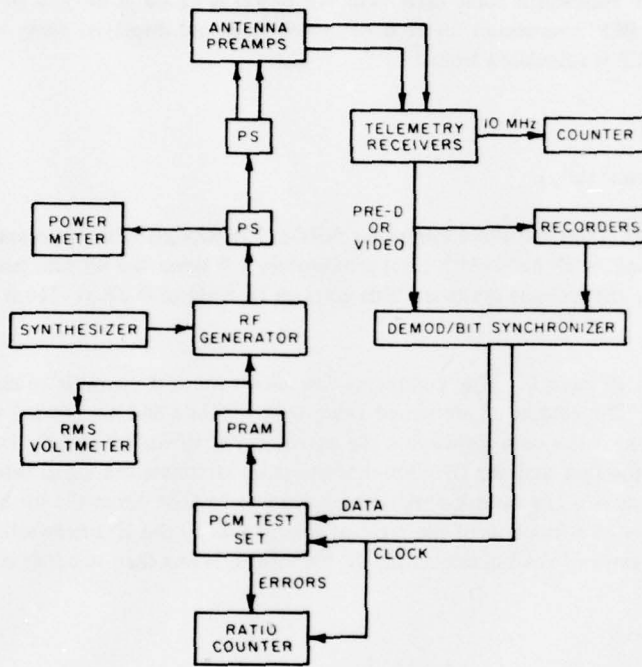 ANTENNA
PREAMPS
PS
TELEMETRY
RECEIVERS
10 MHz
COUNTER
POWER
METER
PS
PRE-D
OR
VIDEO
RECORDERS
SYNTHESIZER
RF
GENERATOR
DEMOD/BIT SYNCHRONIZER
RMS
VOLTMETER
PRAM
PCM TEST
SET
DATA
CLOCK
ERRORS
RATIO
COUNTER